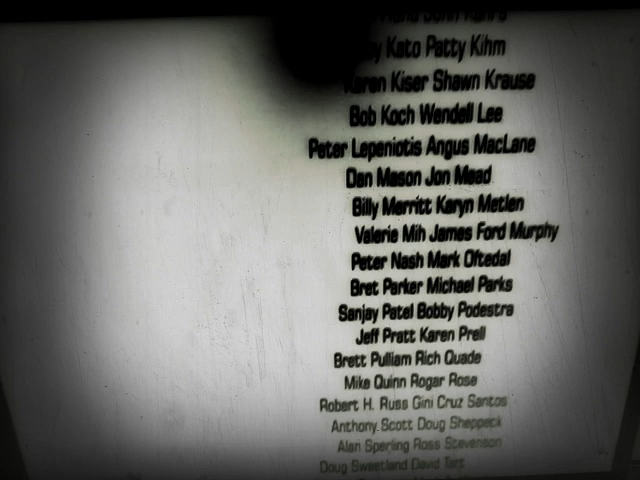 Kato Patty Kihm
Karen Kiser Shawn Krause
Bob Koch Wendell Lee
Peter Lepeniotis Angus MacLane
Dan Mason Jon Mead
Billy Merritt Karyn Metlen
Valerie Mih James Ford Murphy
Peter Nash Mark Oftedal
Bret Parker Michael Parks
Sanjay Patel Bobby Podesta
Jeff Pratt Karen Prell
Brett Pulliam Rich Quade
Mike Quinn Roger Rose
Robert H. Russ Gini Cruz Santos
Anthony Scott Doug Sheppeck
Alan Sperling Ross Stevenson
Doug Sweetland David Tart